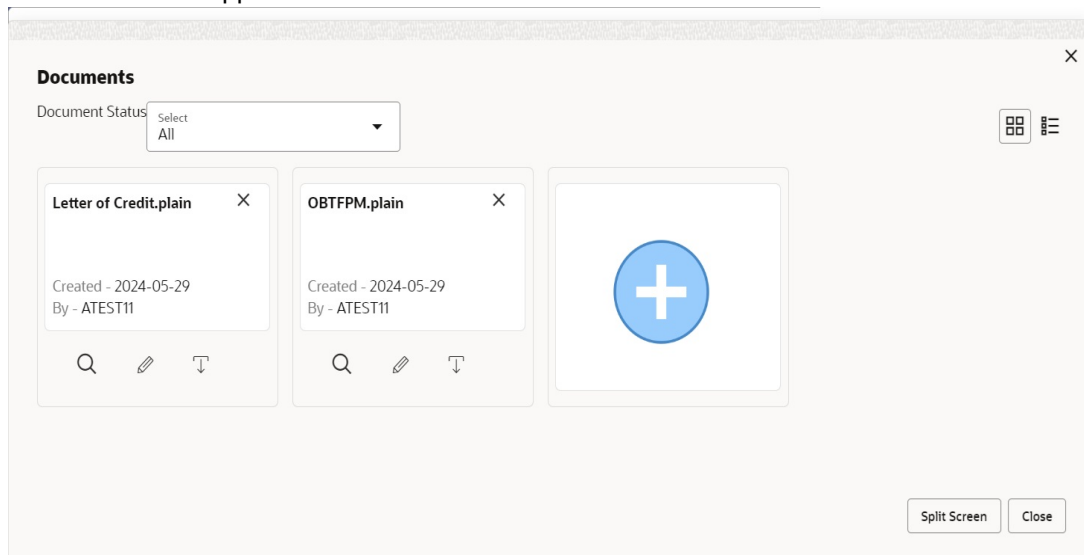 Documents
Document Status
Select
All
Letter of Credit.plain
Created - 2024-05-29
By - ATEST11
OBTFPM.plain
Created - 2024-05-29
By - ATEST11
Split Screen
Close